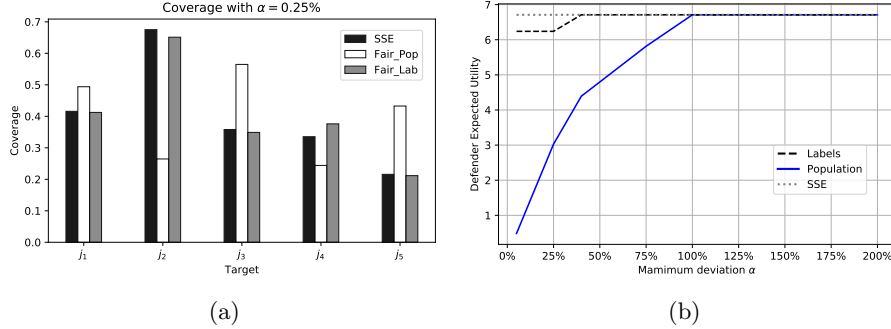 Coverage with α = 0.25%
0.7
0.6
0.5
0.4
0.3
0.2
0.1
0.0
Coverage
SSE
Fair_Pop
Fair_Lab
j1 j2 j3 j4 j5
Target
(a)
7
6
5
4
3
2
1
Defender Expected Utility
Labels
Population
SSE
0% 25% 50% 75% 100% 125% 150% 175% 200%
Mamimum deviation α
(b)